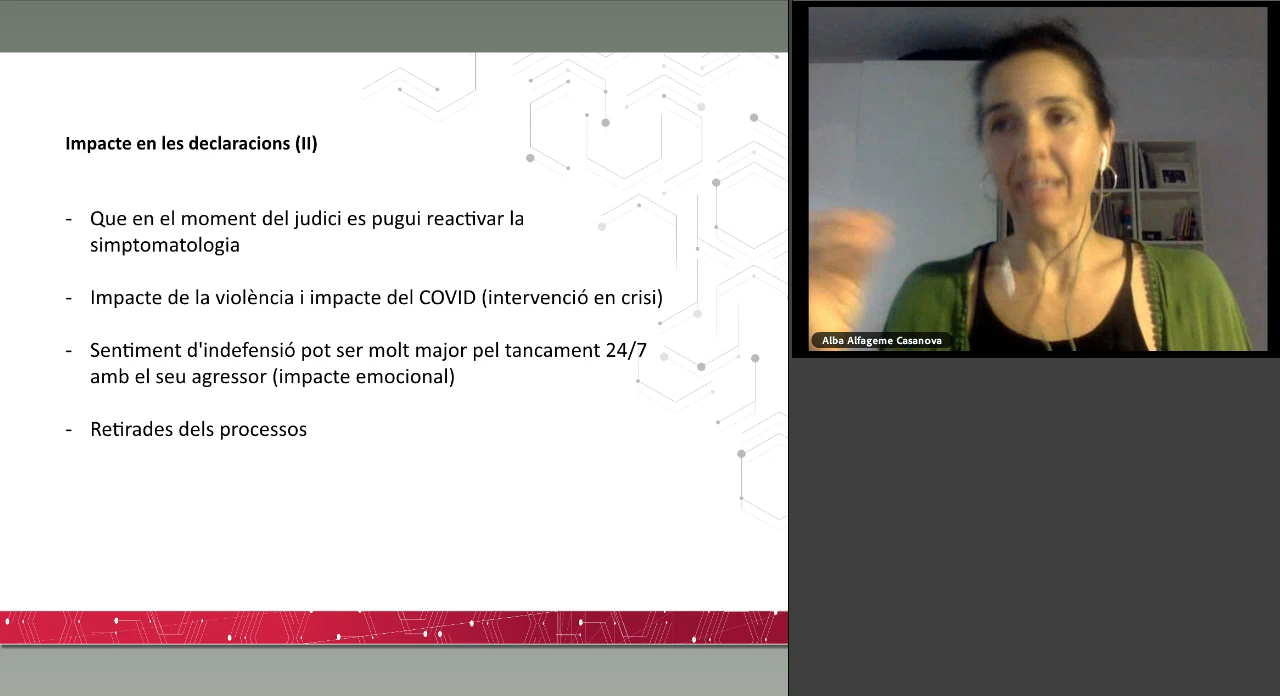 Impacte en les declaracions (II)
- Que en el moment del judici es pugui reactivar la
simptomatologia
- Impacte de la violència i impacte del COVID (intervenció en crisi)
- Sentiment d'indefensió pot ser molt major pel tancament 24/7
amb el seu agressor (impacte emocional)
- Retirades dels processos
Alba Alfageme Casanova